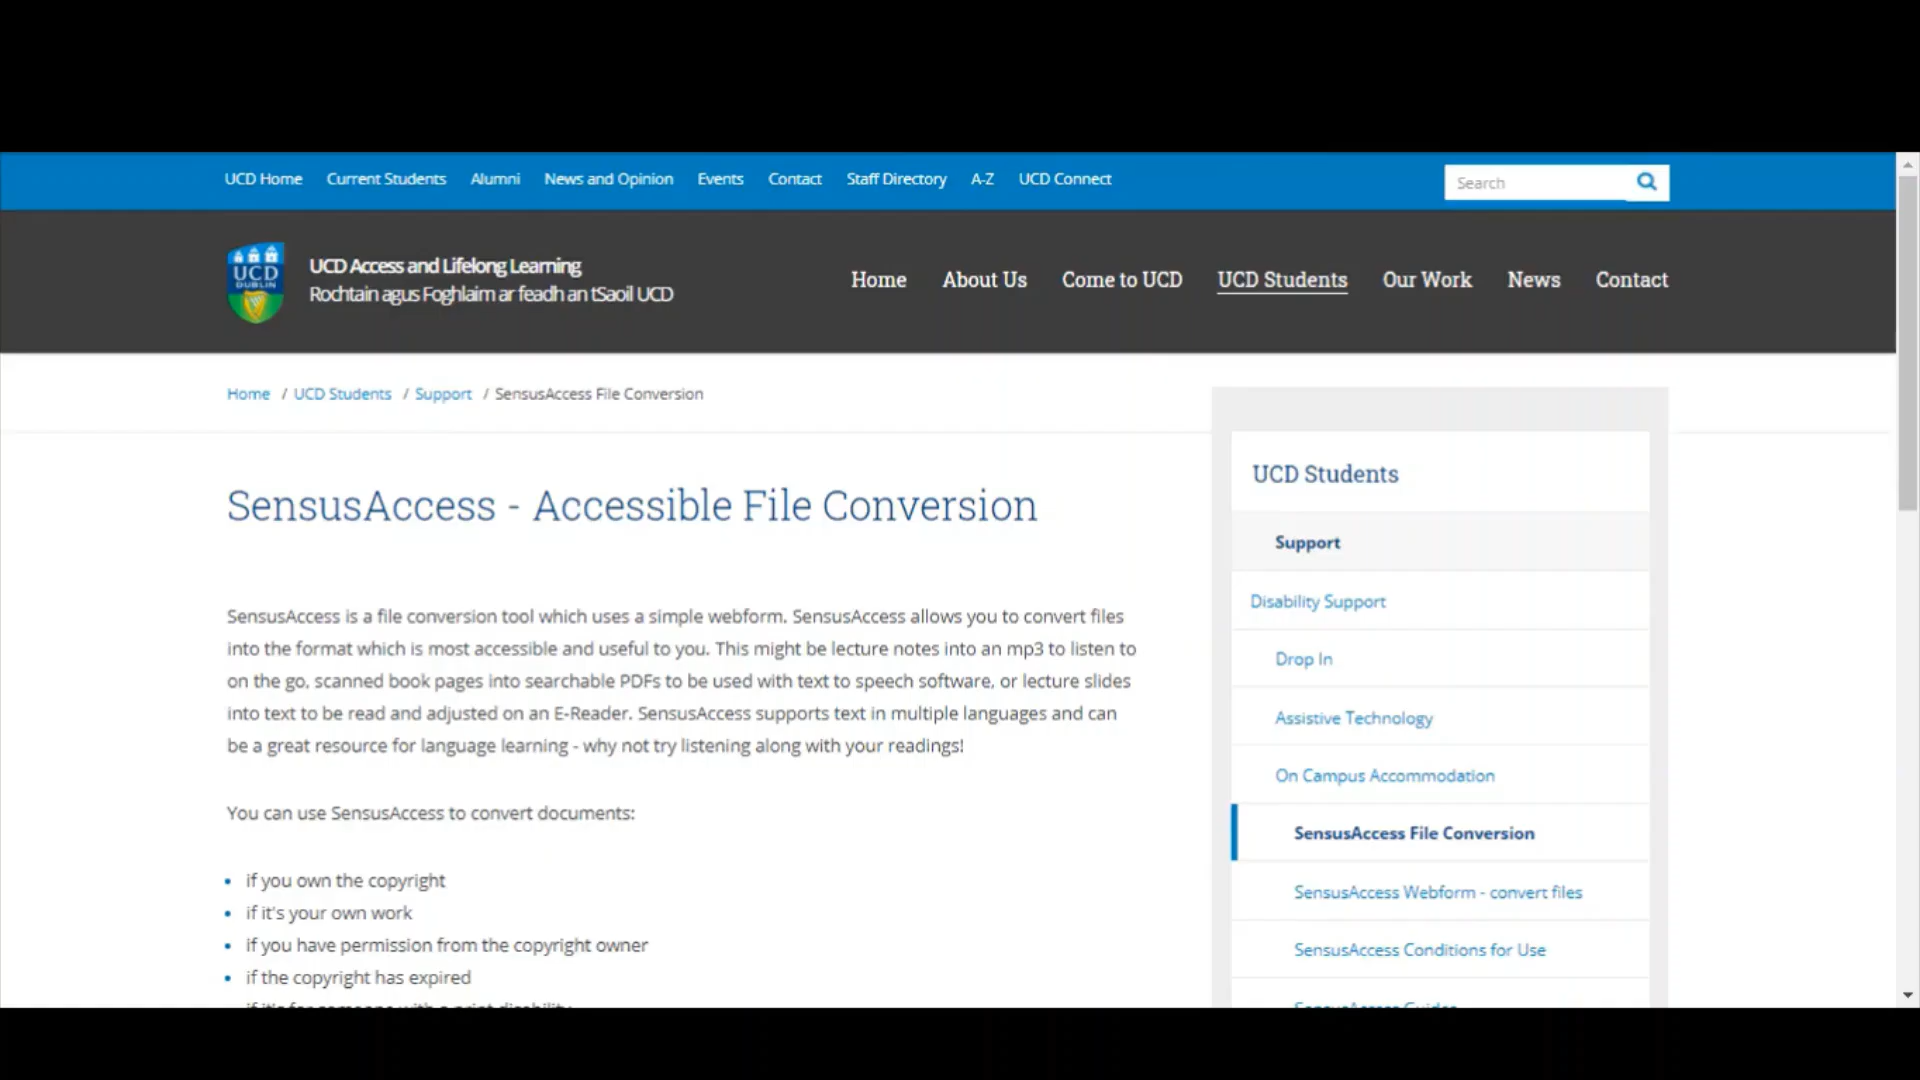 UCD Home Current Students Alumni News and Opinion Events Contact Staff Directory A-Z UCD Connect Search
UCD DUBLIN
UCD Access and Lifelong Learning
Rochtain agus Foghlaim ar feadh an tSaoil UCD
Home About Us Come to UCD UCD Students Our Work News Contact
Home / UCD Students / Support / SensusAccess File Conversion
SensusAccess - Accessible File Conversion
SensusAccess is a file conversion tool which uses a simple webform. SensusAccess allows you to convert files
into the format which is most accessible and useful to you. This might be lecture notes into an mp3 to listen to
on the go, scanned book pages into searchable PDFs to be used with text to speech software, or lecture slides
into text to be read and adjusted on an E-Reader. SensusAccess supports text in multiple languages and can
be a great resource for language learning - why not try listening along with your readings!
You can use SensusAccess to convert documents:
• if you own the copyright
• if it's your own work
• if you have permission from the copyright owner
• if the copyright has expired
if it's for someone with a print disability
UCD Students
Support
Disability Support
Drop In
Assistive Technology
On Campus Accommodation
SensusAccess File Conversion
SensusAccess Webform - convert files
SensusAccess Conditions for Use
SensusAccess Guides